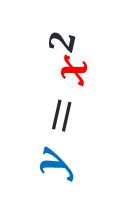 y = x²